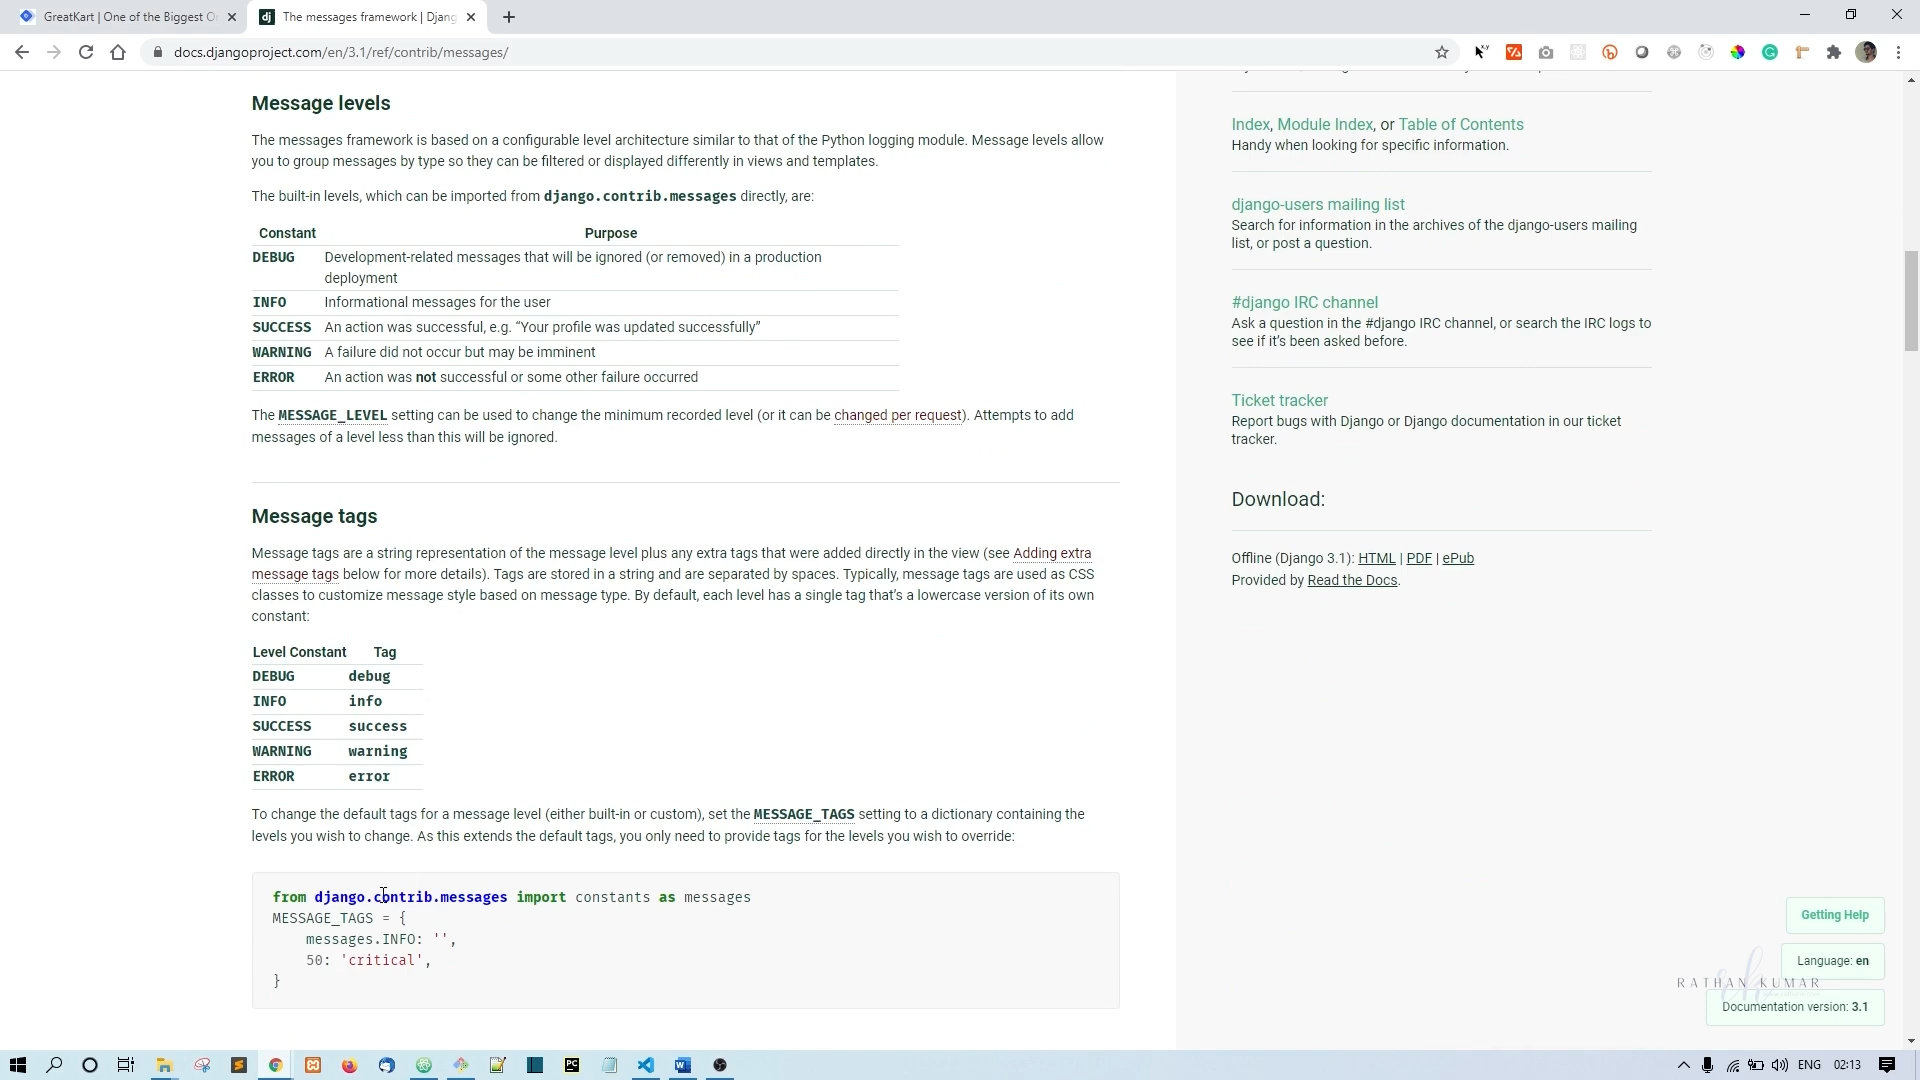 GreatKart | One of the Biggest O
The messages framework | Djang
docs.djangoproject.com/en/3.1/ref/contrib/messages/
Message levels
The messages framework is based on a configurable level architecture similar to that of the Python logging module. Message levels allow
you to group messages by type so they can be filtered or displayed differently in views and templates.
The built-in levels, which can be imported from django.contrib.messages directly, are:
Constant Purpose
DEBUG Development-related messages that will be ignored (or removed) in a production
deployment
INFO Informational messages for the user
SUCCESS An action was successful, e.g. “Your profile was updated successfully”
WARNING A failure did not occur but may be imminent
ERROR An action was not successful or some other failure occurred
The MESSAGE_LEVEL setting can be used to change the minimum recorded level (or it can be changed per request). Attempts to add
messages of a level less than this will be ignored.
Message tags
Message tags are a string representation of the message level plus any extra tags that were added directly in the view (see Adding extra
message tags below for more details). Tags are stored in a string and are separated by spaces. Typically, message tags are used as CSS
classes to customize message style based on message type. By default, each level has a single tag that’s a lowercase version of its own
constant:
Level Constant Tag
DEBUG debug
INFO info
SUCCESS success
WARNING warning
ERROR error
To change the default tags for a message level (either built-in or custom), set the MESSAGE_TAGS setting to a dictionary containing the
levels you wish to change. As this extends the default tags, you only need to provide tags for the levels you wish to override:
from django.contrib.messages import constants as messages
MESSAGE_TAGS = {
messages.INFO: '',
50: 'critical',
}
Index, Module Index, or Table of Contents
Handy when looking for specific information.
django-users mailing list
Search for information in the archives of the django-users mailing
list, or post a question.
#django IRC channel
Ask a question in the #django IRC channel, or search the IRC logs to
see if it’s been asked before.
Ticket tracker
Report bugs with Django or Django documentation in our ticket
tracker.
Download:
Offline (Django 3.1): HTML | PDF | ePub
Provided by Read the Docs.
Getting Help
Language: en
RATHAN KUMAR
Documentation version: 3.1
ENG 02:13